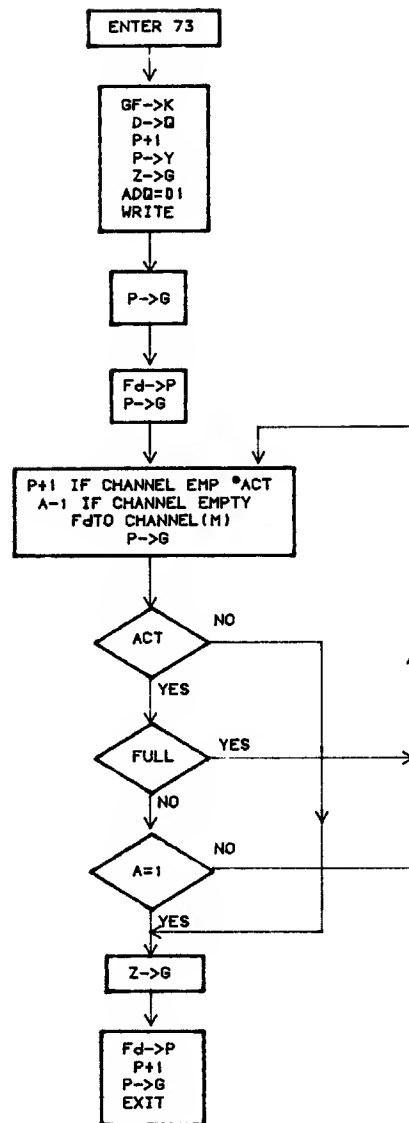 ENTER 73
GF->K
D->Q
P+1
P->Y
Z->G
ADQ=01
WRITE
P->G
Fd->P
P->G
P+1 IF CHANNEL EMP *ACT
A-1 IF CHANNEL EMPTY
FdTO CHANNEL(M)
P->G
ACT
NO
YES
FULL
YES
NO
A=1
NO
YES
Z->G
Fd->P
P+1
P->G
EXIT